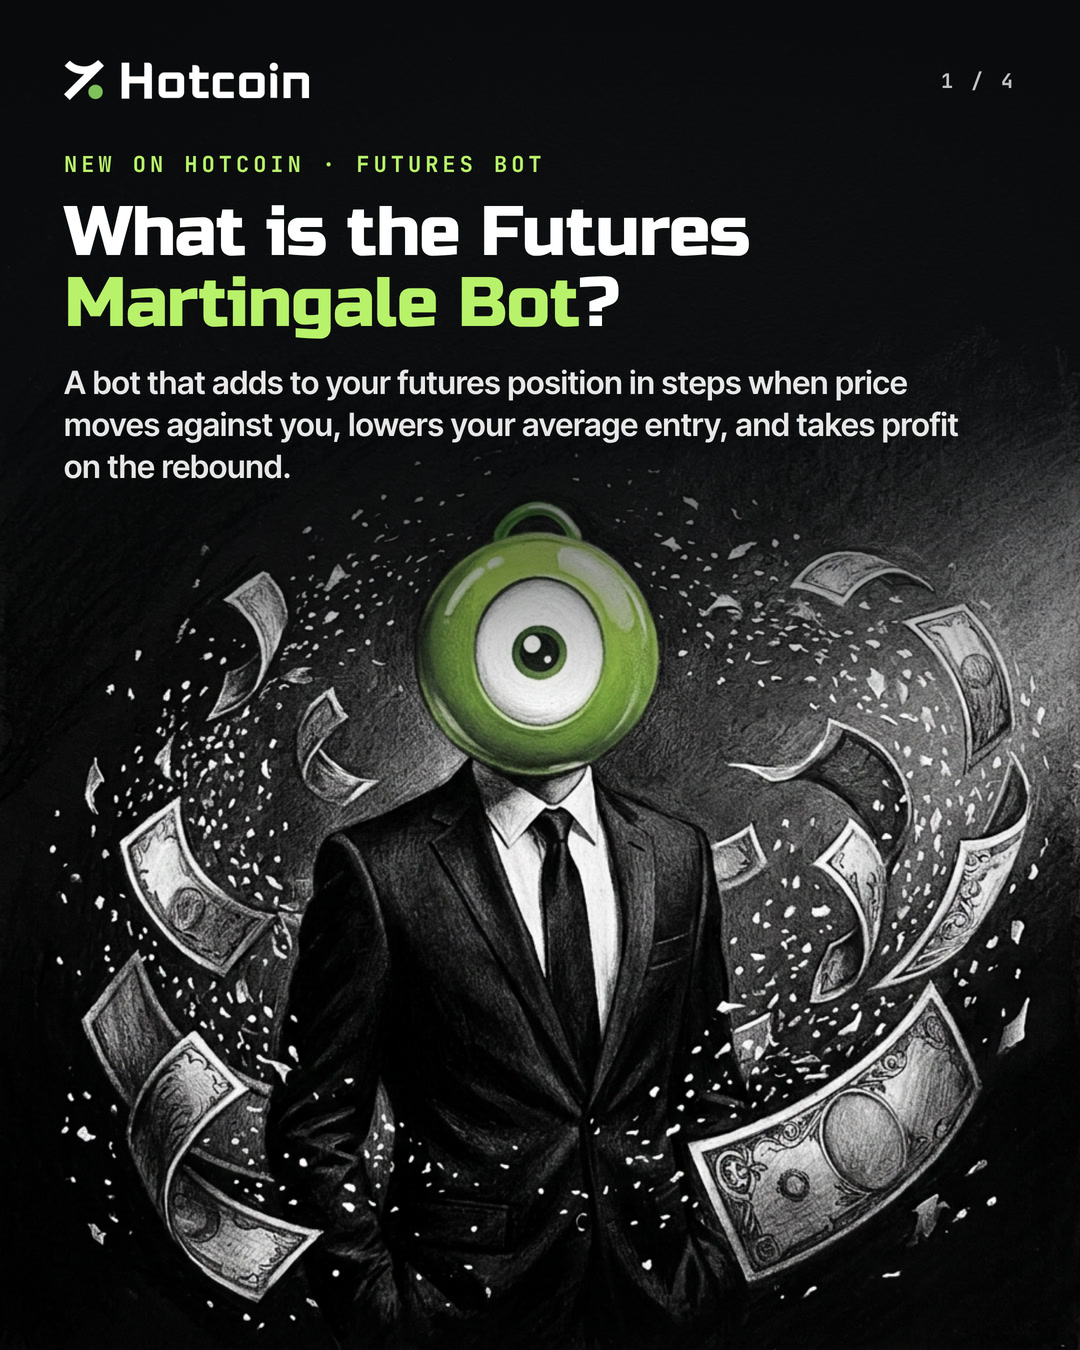 Hotcoin
1 / 4
NEW ON HOTCOIN · FUTURES BOT
What is the Futures
Martingale Bot?
A bot that adds to your futures position in steps when price
moves against you, lowers your average entry, and takes profit
on the rebound.